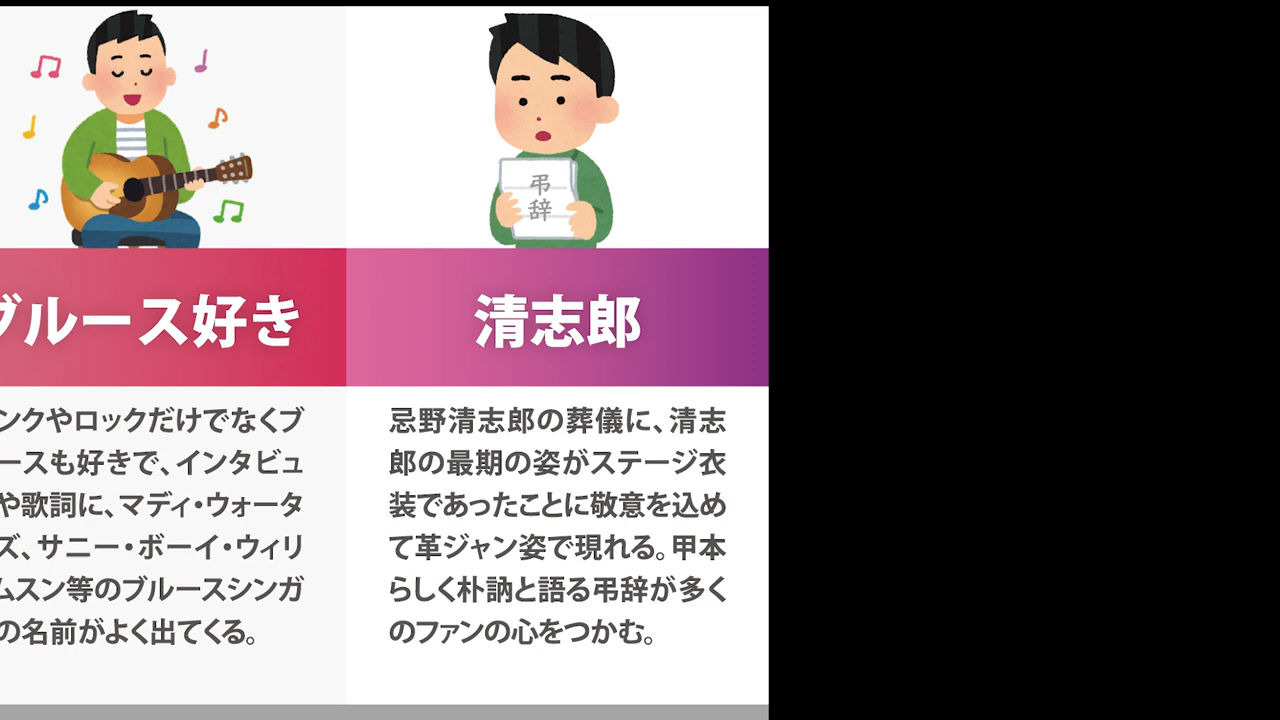 ブルース好き
ンクやロックだけでなくブ
ースも好きで、インタビュ
や歌詞に、マディ・ウォータ
ズ、サニー・ボーイ・ウィリ
ムスン等のブルースシンガ
の名前がよく出てくる。
弔
辞
清志郎
忌野清志郎の葬儀に、清志
郎の最期の姿がステージ衣
装であったことに敬意を込め
て革ジャン姿で現れる。甲本
らしく朴訥と語る弔辞が多く
のファンの心をつかむ。